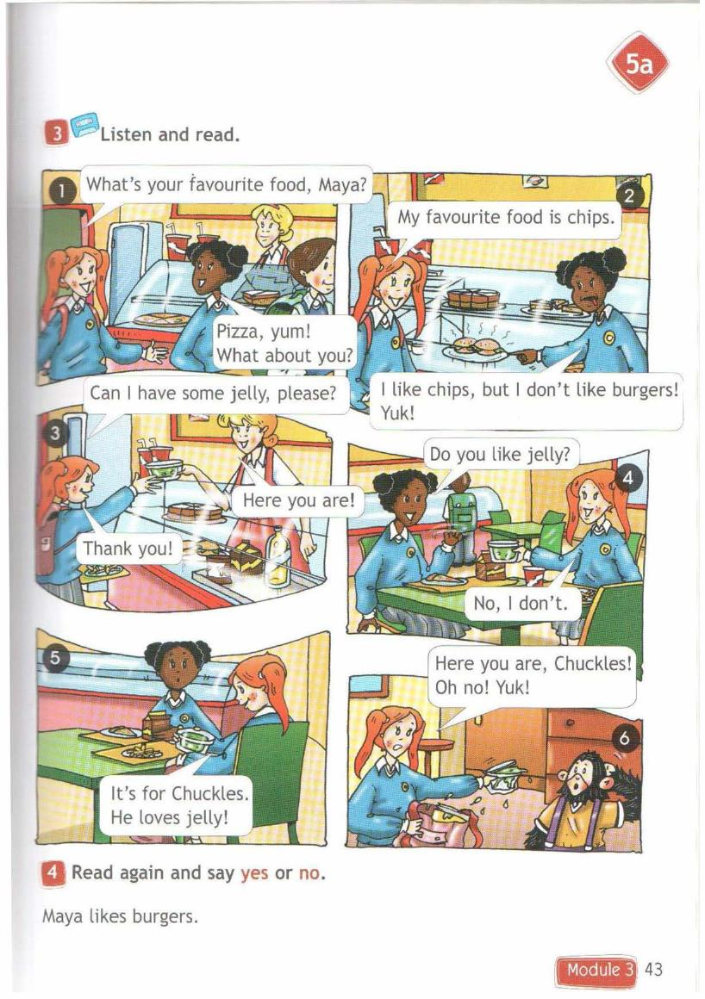 5a
3 Listen and read.
1
What's your favourite food, Maya?
Pizza, yum!
What about you?
2
My favourite food is chips.
I like chips, but I don't like burgers!
Yuk!
3
Can I have some jelly, please?
Here you are!
Thank you!
4
Do you like jelly?
No, I don't.
5
It's for Chuckles.
He loves jelly!
6
Here you are, Chuckles!
Oh no! Yuk!
4 Read again and say yes or no.
Maya likes burgers.
Module 3 43